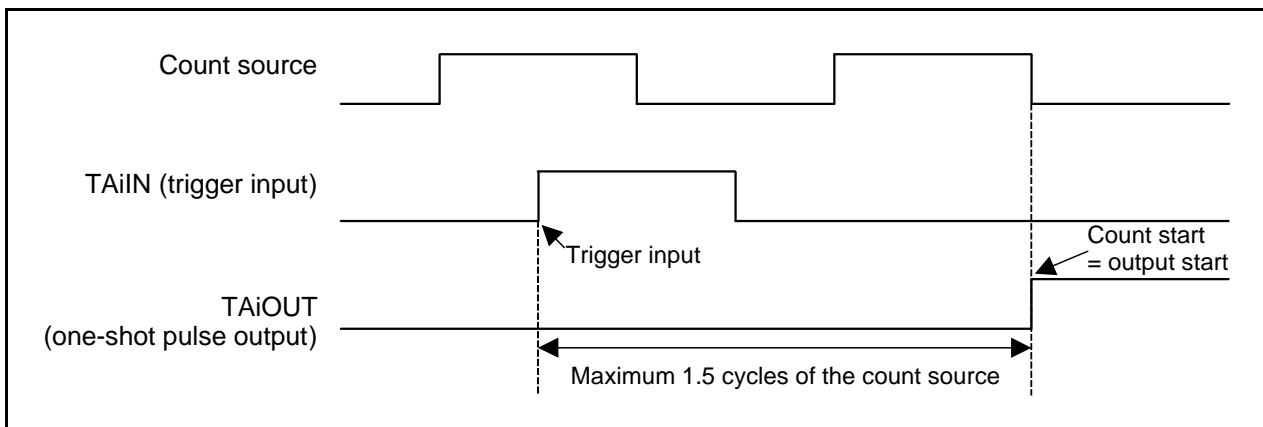 Count source
TAiIN (trigger input)
Trigger input
Count start
= output start
TAiOUT
(one-shot pulse output)
Maximum 1.5 cycles of the count source